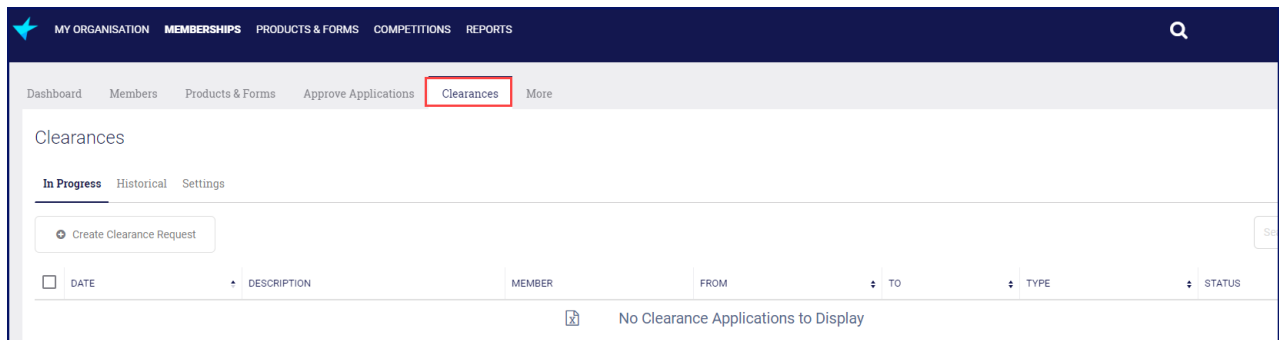 MY ORGANISATION MEMBERSHIPS PRODUCTS & FORMS COMPETITIONS REPORTS
Dashboard Members Products & Forms Approve Applications Clearances More
Clearances
In Progress Historical Settings
Create Clearance Request Se
DATE DESCRIPTION MEMBER FROM TO TYPE STATUS
No Clearance Applications to Display